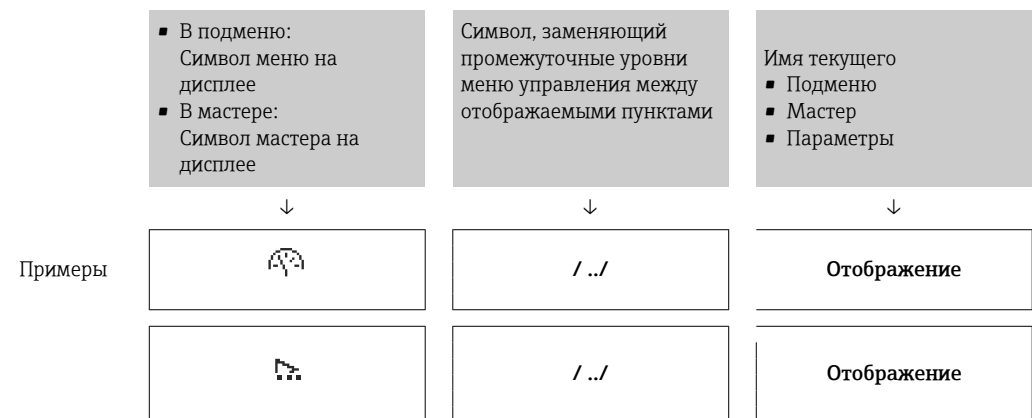 ▪ В подменю:
Символ меню на
дисплее
▪ В мастере:
Символ мастера на
дисплее
Символ, заменяющий
промежуточные уровни
меню управления между
отображаемыми пунктами
Имя текущего
▪ Подменю
▪ Мастер
▪ Параметры
↓ ↓ ↓
Примеры / ../ Отображение
/ ../ Отображение